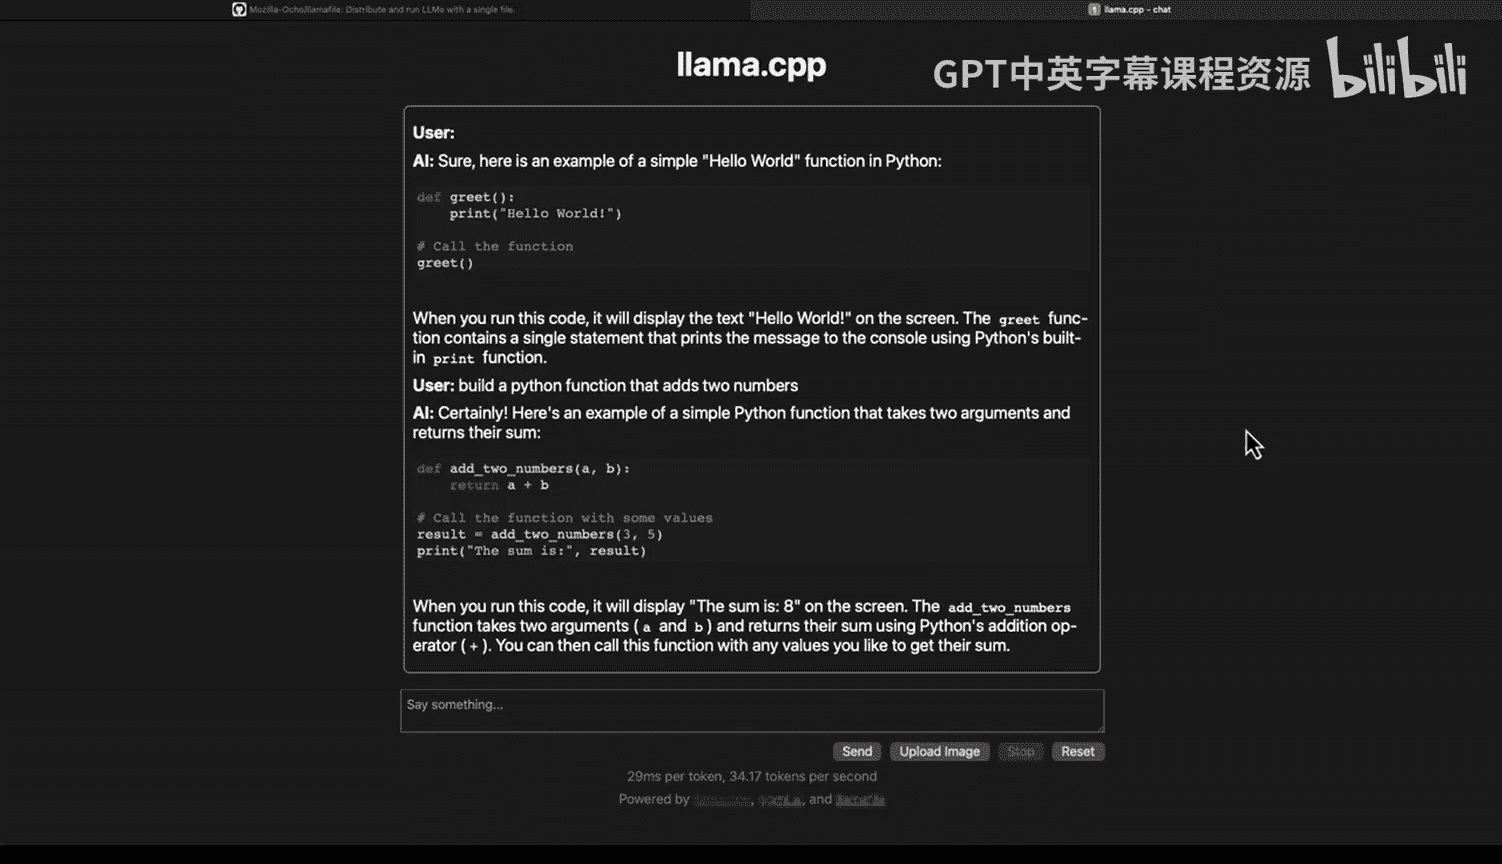 Mozilla-Ocho/llamafile: Distribute and run LLMs with a single file.
llama.cpp - chat
llama.cpp
GPT中英字幕课程资源 bilibili
User:
AI: Sure, here is an example of a simple "Hello World" function in Python:
def greet():
    print("Hello World!")
# Call the function
greet()
When you run this code, it will display the text "Hello World!" on the screen. The greet func-
tion contains a single statement that prints the message to the console using Python's built-
in print function.
User: build a python function that adds two numbers
AI: Certainly! Here's an example of a simple Python function that takes two arguments and
returns their sum:
def add_two_numbers(a, b):
    return a + b
# Call the function with some values
result = add_two_numbers(3, 5)
print("The sum is:", result)
When you run this code, it will display "The sum is: 8" on the screen. The add_two_numbers
function takes two arguments ( a and b ) and returns their sum using Python's addition op-
erator ( + ). You can then call this function with any values you like to get their sum.
Say something...
Send Upload Image Stop Reset
29ms per token, 34.17 tokens per second
Powered by , , and